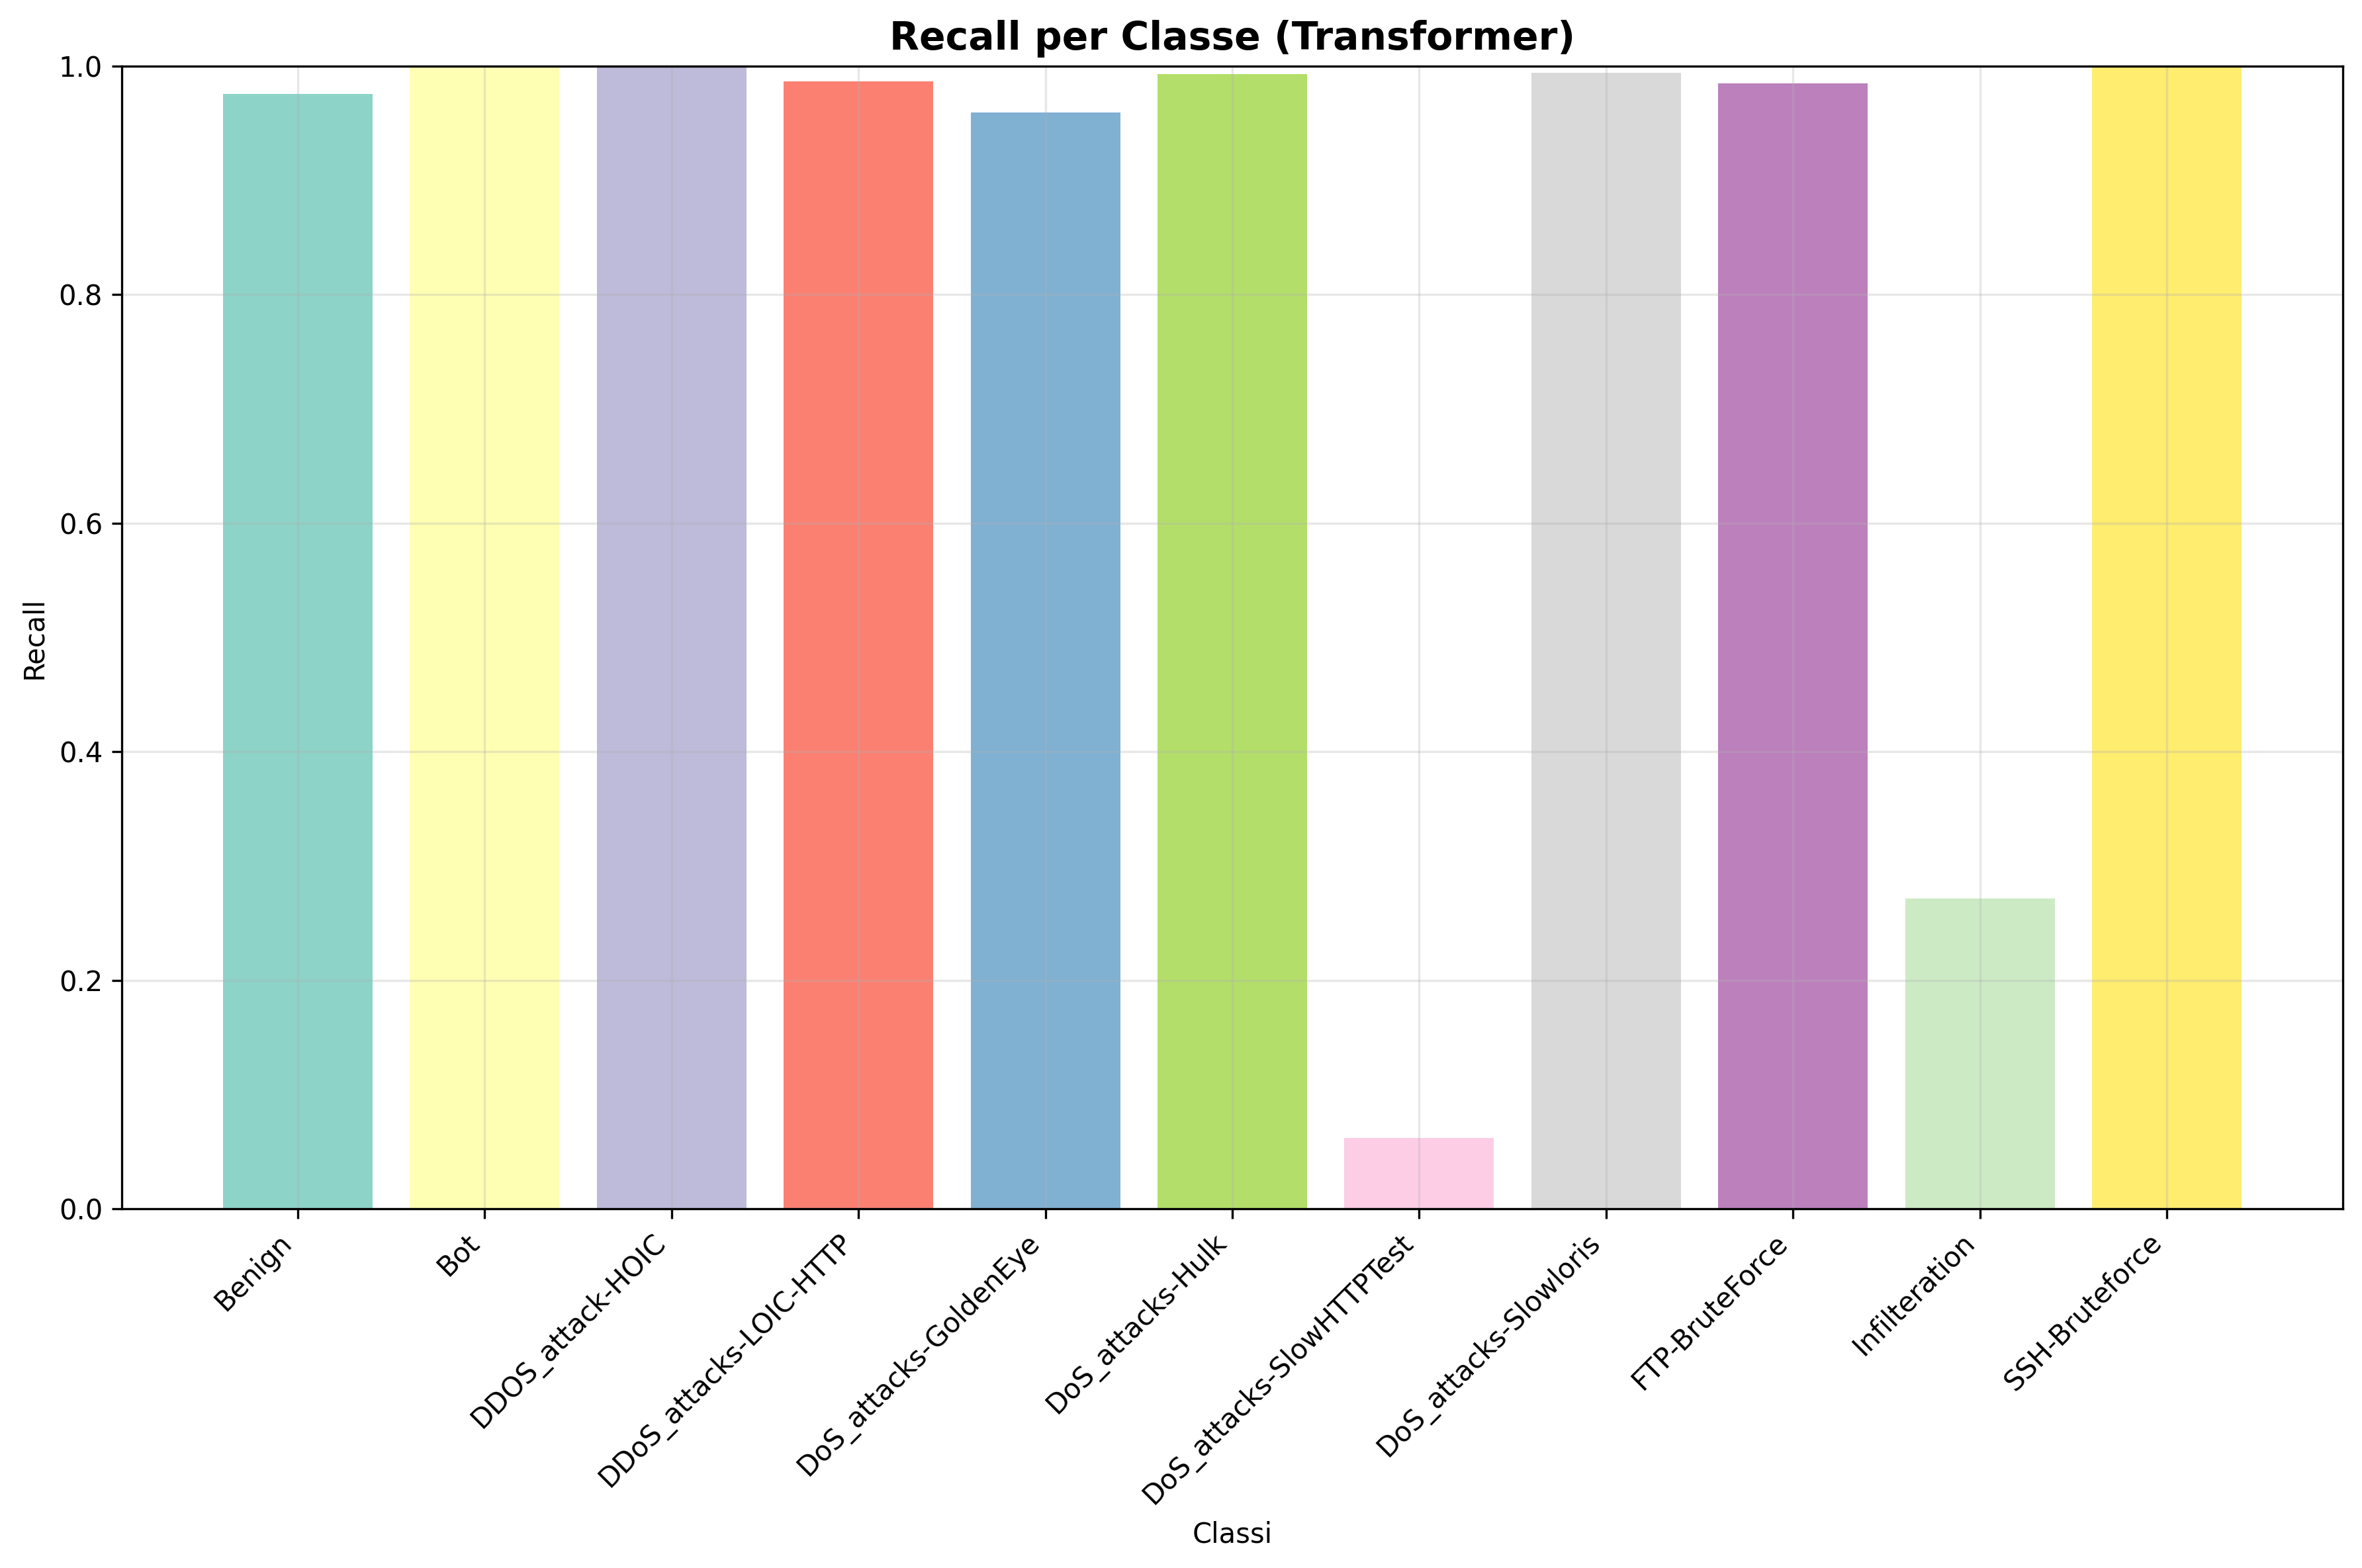 Recall per Classe (Transformer)
1.0
0.8
0.6
0.4
0.2
0.0
Recall
Benign
Bot
DDOS_attack-HOIC
DDoS_attacks-LOIC-HTTP
DoS_attacks-GoldenEye
DoS_attacks-Hulk
DoS_attacks-SlowHTTPTest
DoS_attacks-Slowloris
FTP-BruteForce
Infilteration
SSH-Bruteforce
Classi